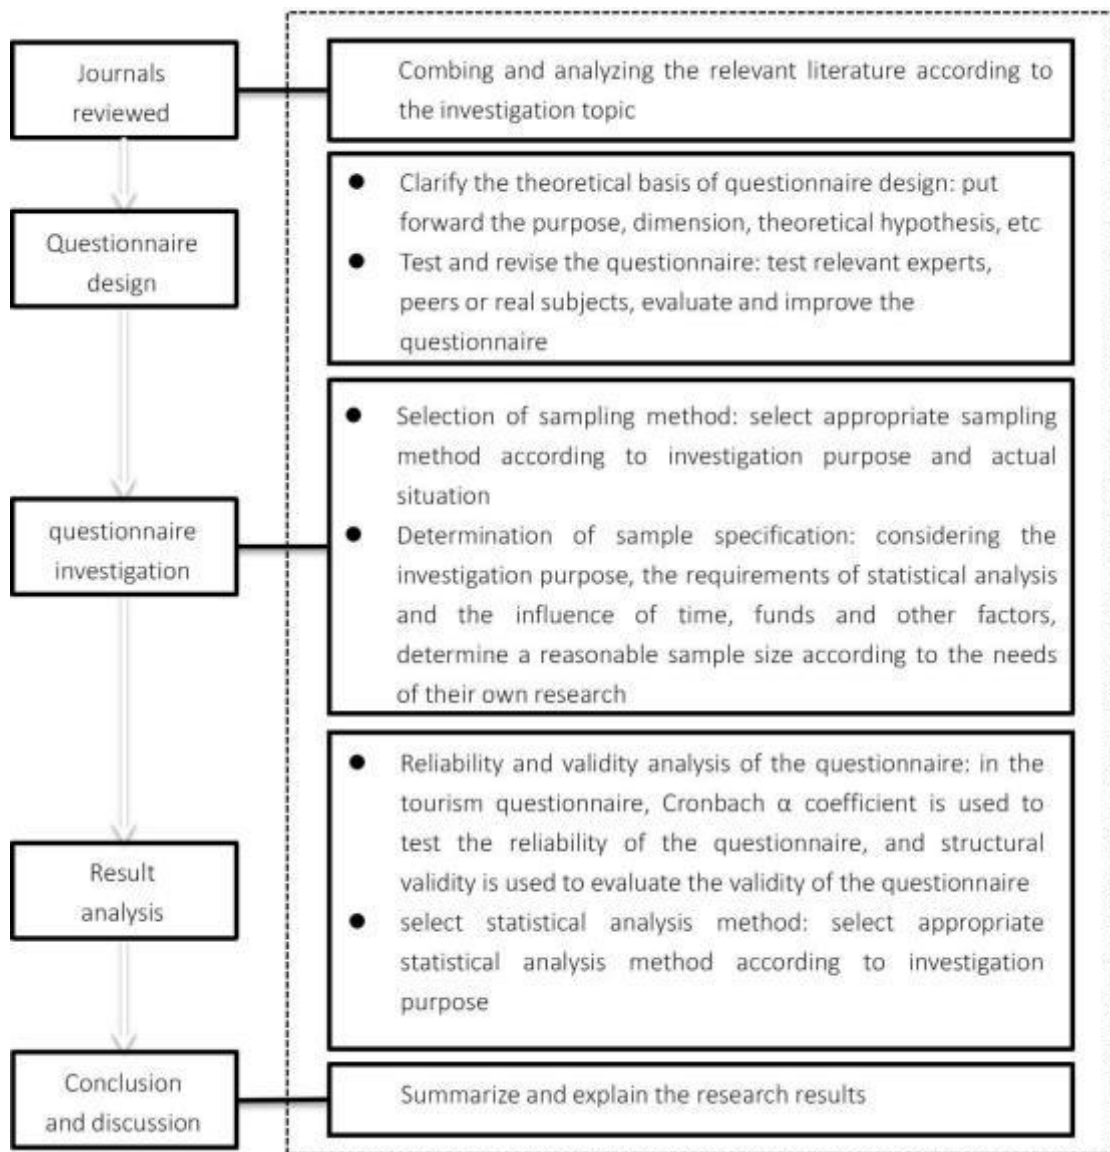 Journals
reviewed
Combing and analyzing the relevant literature according to
the investigation topic
Questionnaire
design
● Clarify the theoretical basis of questionnaire design: put
forward the purpose, dimension, theoretical hypothesis, etc
● Test and revise the questionnaire: test relevant experts,
peers or real subjects, evaluate and improve the
questionnaire
questionnaire
investigation
● Selection of sampling method: select appropriate sampling
method according to investigation purpose and actual
situation
● Determination of sample specification: considering the
investigation purpose, the requirements of statistical analysis
and the influence of time, funds and other factors,
determine a reasonable sample size according to the needs
of their own research
Result
analysis
● Reliability and validity analysis of the questionnaire: in the
tourism questionnaire, Cronbach α coefficient is used to
test the reliability of the questionnaire, and structural
validity is used to evaluate the validity of the questionnaire
● select statistical analysis method: select appropriate
statistical analysis method according to investigation
purpose
Conclusion
and discussion
Summarize and explain the research results